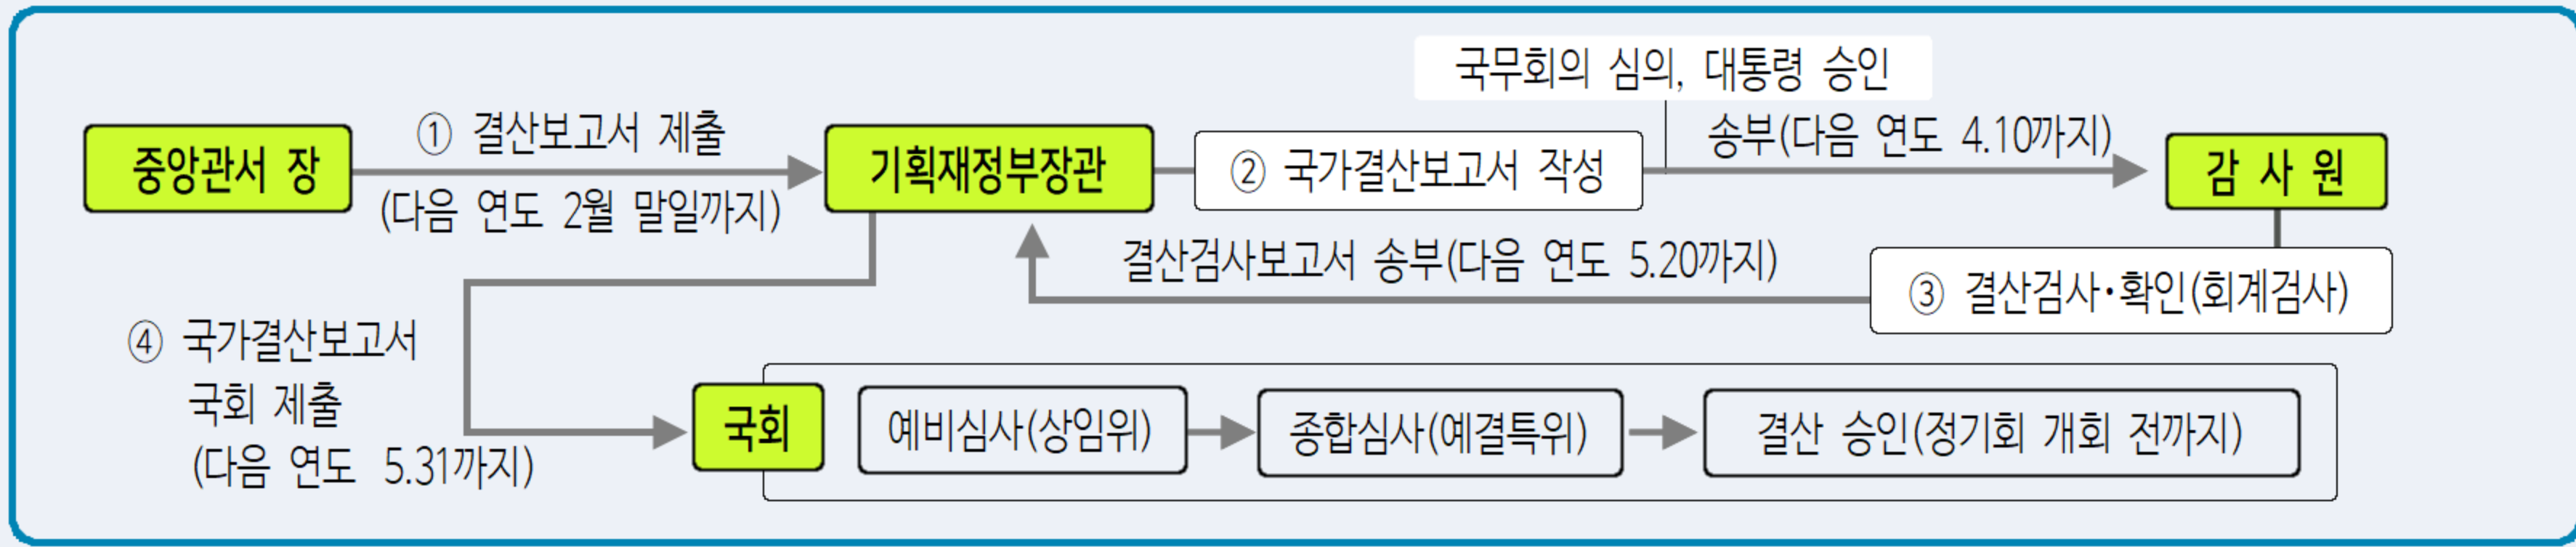 국무회의 심의, 대통령 승인
중앙관서 장
① 결산보고서 제출
(다음 연도 2월 말일까지)
기획재정부장관
② 국가결산보고서 작성
송부(다음 연도 4.10까지)
감 사 원
결산검사보고서 송부(다음 연도 5.20까지)
③ 결산검사·확인(회계검사)
④ 국가결산보고서
국회 제출
(다음 연도 5.31까지)
국회
예비심사(상임위)
종합심사(예결특위)
결산 승인(정기회 개회 전까지)